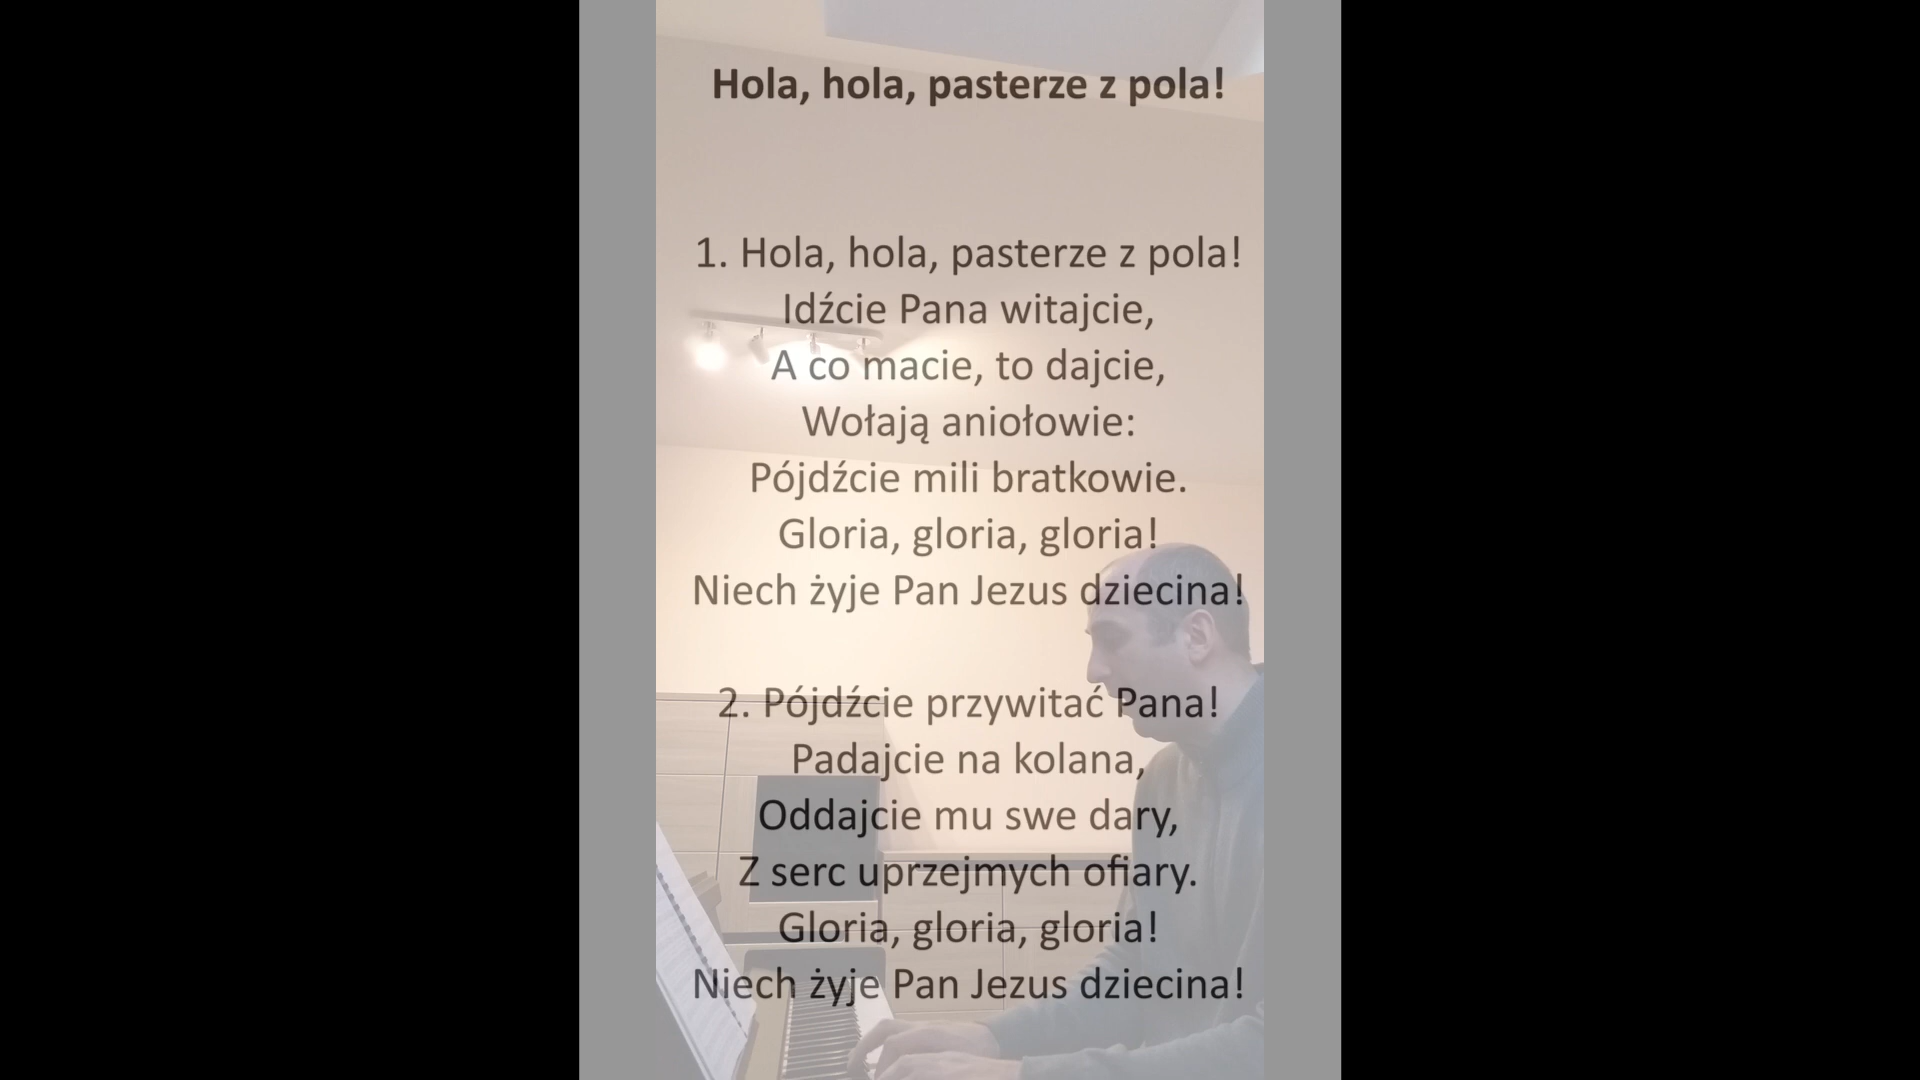 Hola, hola, pasterze z pola!
1. Hola, hola, pasterze z pola!
Idźcie Pana witajcie,
A co macie, to dajcie,
Wołają aniołowie:
Pójdźcie mili bratkowie.
Gloria, gloria, gloria!
Niech żyje Pan Jezus dziecina!
2. Pójdźcie przywitać Pana!
Padajcie na kolana,
Oddajcie mu swe dary,
Z serc uprzejmych ofiary.
Gloria, gloria, gloria!
Niech żyje Pan Jezus dziecina!